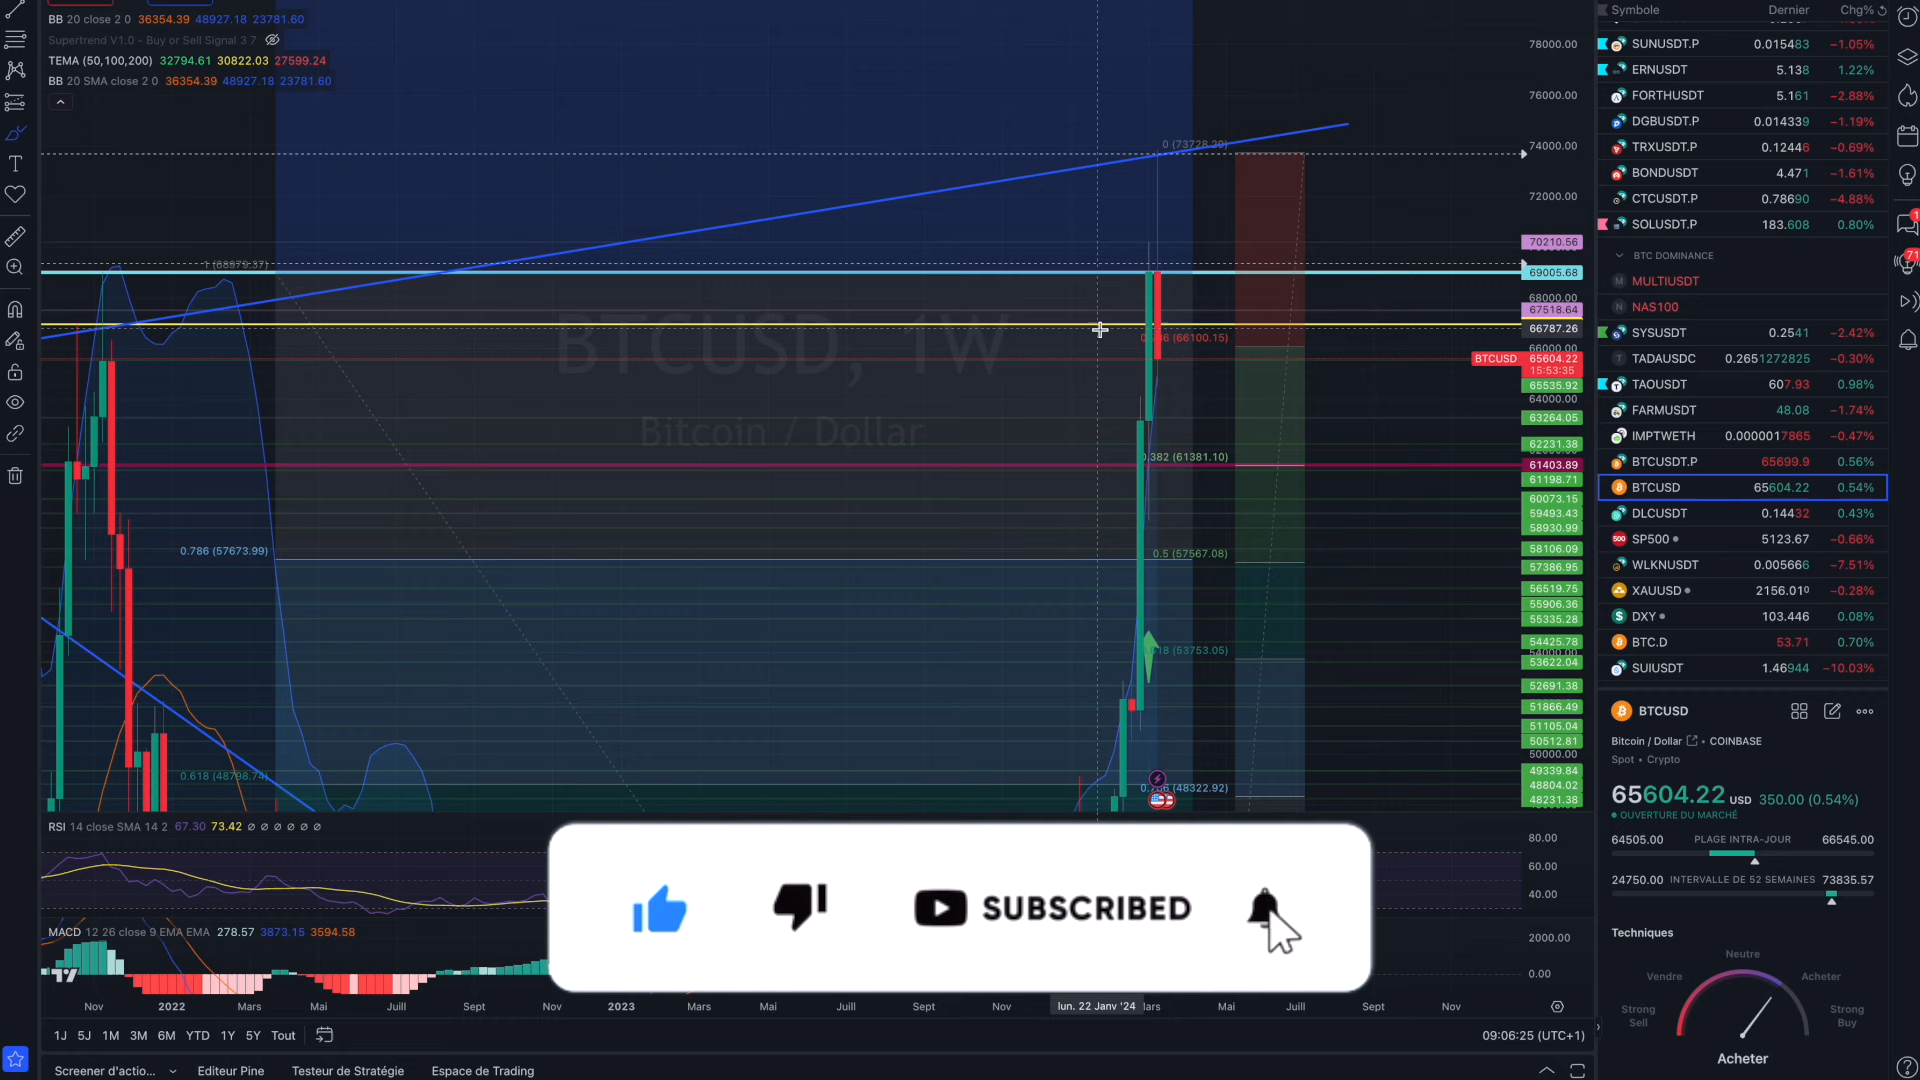 BB 20 close 2 0 36354.39 48927.18 23781.60
Supertrend V1.0 - Buy or Sell Signal 3 7
TEMA (50,100,200) 32794.61 30822.03 27599.24
BB 20 SMA close 2 0 36354.39 48927.18 23781.60
0 (73728.20)
1 (68979.37)
BTCUSD, 1W
Bitcoin / Dollar
(66100.15)
0.382 (61381.10)
0.786 (57673.99)
0.5 (57567.08)
(53753.05)
0.618 (48798.74)
(48322.92)
78000.00
76000.00
74000.00
72000.00
70210.56
69005.68
68000.00
67518.64
66787.26
66000.00
BTCUSD 65604.22
15:53:35
65535.92
64000.00
63264.05
62231.38
61403.89
61198.71
60073.15
59493.43
58930.99
58106.09
57386.95
56519.75
55906.36
55335.28
54425.78
54000.00
53622.04
52691.38
51866.49
51105.04
50512.81
50000.00
49339.84
48804.02
48231.38
RSI 14 close SMA 14 2 67.30 73.42 ∅ ∅ ∅ ∅ ∅ ∅
80.00
60.00
40.00
MACD 12 26 close 9 EMA EMA 278.57 3873.15 3594.58
2000.00
0.00
SUBSCRIBED
Nov 2022 Mars Mai Juill Sept Nov 2023 Mars Mai Juill Sept Nov lun. 22 Janv '24 Mars Mai Juill Sept Nov
1J 5J 1M 3M 6M YTD 1Y 5Y Tout
09:06:25 (UTC+1)
Screener d'actio... Editeur Pine Testeur de Stratégie Espace de Trading
Symbole Dernier Chg%
SUNUSDT.P 0.015483 −1.05%
ERNUSDT 5.138 1.22%
FORTHUSDT 5.161 −2.88%
DGBUSDT.P 0.014339 −1.19%
TRXUSDT.P 0.12446 −0.69%
BONDUSDT 4.471 −1.61%
CTCUSDT.P 0.78690 −4.88%
SOLUSDT.P 183.608 0.80%
BTC DOMINANCE
M MULTIUSDT
N NAS100
SYSUSDT 0.2541 −2.42%
T TADAUSDC 0.2651272825 −0.30%
TAOUSDT 607.93 0.98%
FARMUSDT 48.08 −1.74%
IMPTWETH 0.000017865 −0.47%
BTCUSDT.P 65699.9 0.56%
BTCUSD 65604.22 0.54%
DLCUSDT 0.14432 0.43%
500 SP500 5123.67 −0.66%
WLKNUSDT 0.005666 −7.51%
XAUUSD 2156.010 −0.28%
DXY 103.446 0.08%
BTC.D 53.71 0.70%
SUIUSDT 1.46944 −10.03%
BTCUSD
Bitcoin / Dollar • COINBASE
Spot • Crypto
65604.22 USD 350.00 (0.54%)
OUVERTURE DU MARCHÉ
64505.00 PLAGE INTRA-JOUR 66545.00
24750.00 INTERVALLE DE 52 SEMAINES 73835.57
Techniques
Neutre
Vendre Acheter
Strong Sell Strong Buy
Acheter